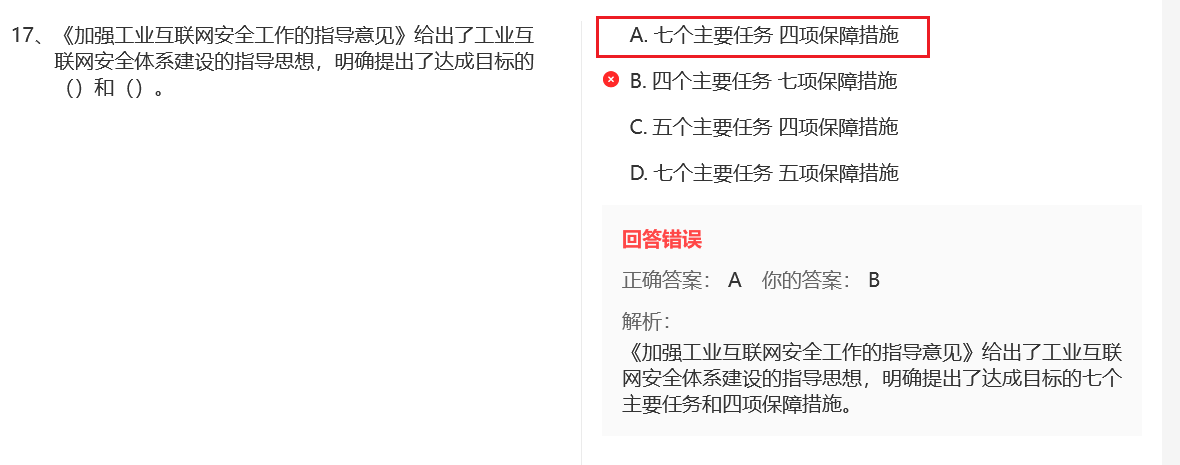 17、《加强工业互联网安全工作的指导意见》给出了工业互
联网安全体系建设的指导思想，明确提出了达成目标的
（）和（）。
A. 七个主要任务 四项保障措施
B. 四个主要任务 七项保障措施
C. 五个主要任务 四项保障措施
D. 七个主要任务 五项保障措施
回答错误
正确答案： A 你的答案： B
解析：
《加强工业互联网安全工作的指导意见》给出了工业互联
网安全体系建设的指导思想，明确提出了达成目标的七个
主要任务和四项保障措施。